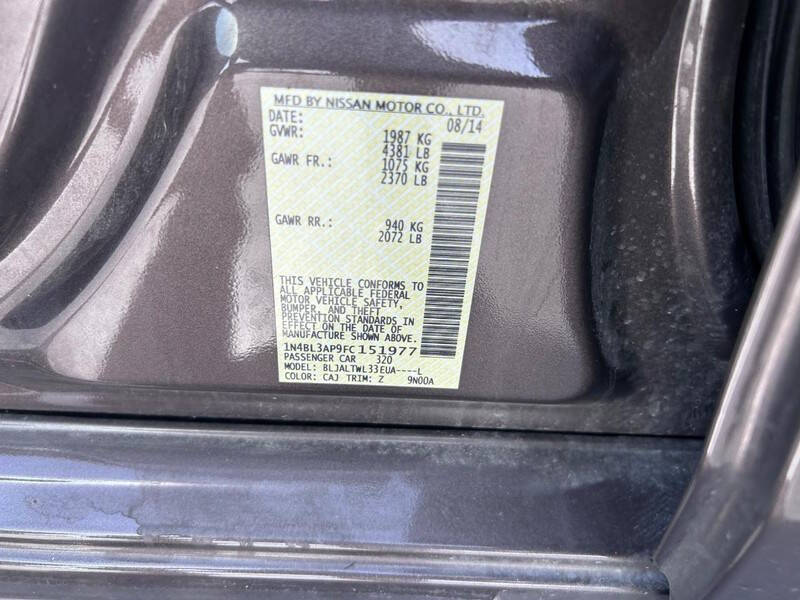 MFD BY NISSAN MOTOR CO., LTD.
DATE: 08/14
GVWR: 1987 KG
4381 LB
GAWR FR.: 1075 KG
2370 LB
GAWR RR.: 940 KG
2072 LB
THIS VEHICLE CONFORMS TO
ALL APPLICABLE FEDERAL
MOTOR VEHICLE SAFETY,
BUMPER, AND THEFT
PREVENTION STANDARDS IN
EFFECT ON THE DATE OF
MANUFACTURE SHOWN ABOVE.
1N4BL3AP9FC151977
PASSENGER CAR 320
MODEL: BLJALTWL33EUA----L
COLOR: CAJ TRIM: Z 9N00A